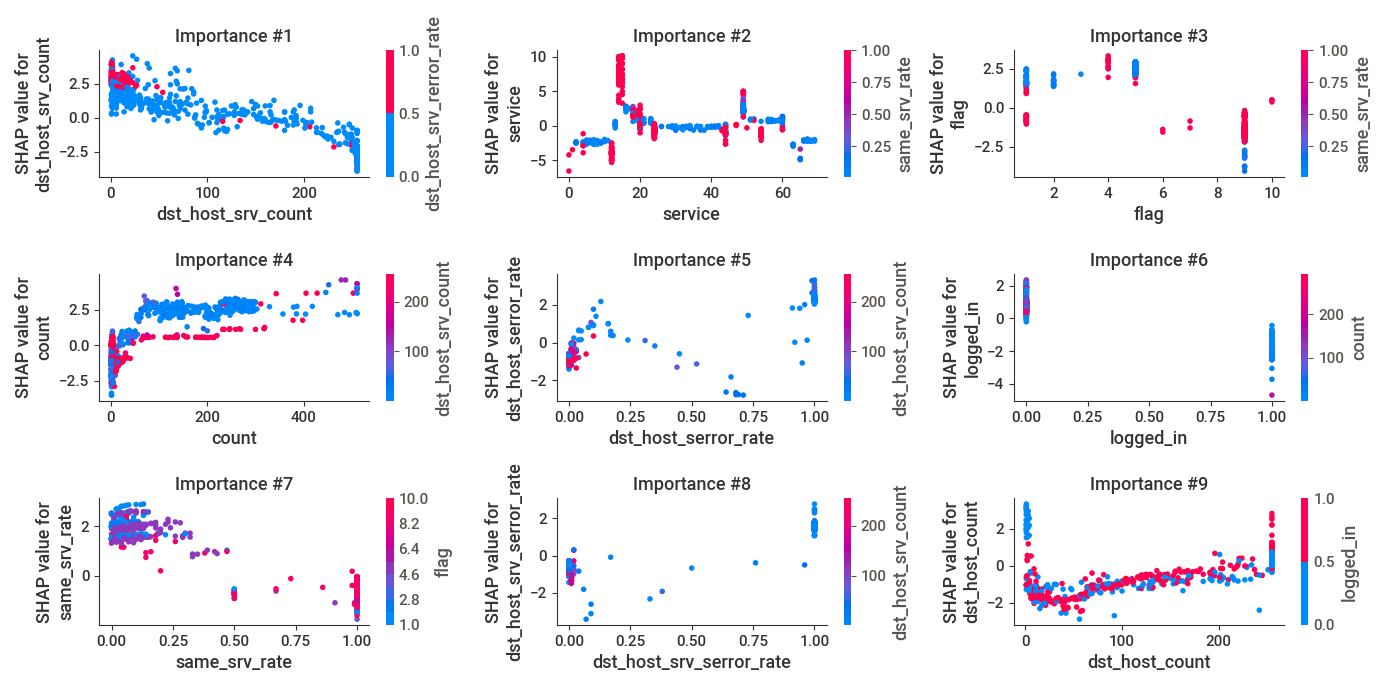 Importance #1
SHAP value for
dst_host_srv_count
2.5
0.0
−2.5
0
100
200
dst_host_srv_count
1.0
0.5
0.0
dst_host_srv_rerror_rate
Importance #2
SHAP value for
service
10
5
0
−5
0
20
40
60
service
1.00
0.75
0.50
0.25
same_srv_rate
Importance #3
SHAP value for
flag
2.5
0.0
−2.5
2
4
6
8
10
flag
1.00
0.75
0.50
0.25
same_srv_rate
Importance #4
SHAP value for
count
2.5
0.0
−2.5
0
200
400
count
200
100
dst_host_srv_count
Importance #5
SHAP value for
dst_host_serror_rate
2
0
−2
0.00
0.25
0.50
0.75
1.00
dst_host_serror_rate
200
100
dst_host_srv_count
Importance #6
SHAP value for
logged_in
2
0
−2
−4
0.00
0.25
0.50
0.75
1.00
logged_in
200
100
count
Importance #7
SHAP value for
same_srv_rate
2
0
0.00
0.25
0.50
0.75
1.00
same_srv_rate
10.0
8.2
6.4
4.6
2.8
1.0
flag
Importance #8
SHAP value for
dst_host_srv_serror_rate
2
0
−2
0.00
0.25
0.50
0.75
1.00
dst_host_srv_serror_rate
200
100
dst_host_srv_count
Importance #9
SHAP value for
dst_host_count
2
0
−2
0
100
200
dst_host_count
1.0
0.5
0.0
logged_in